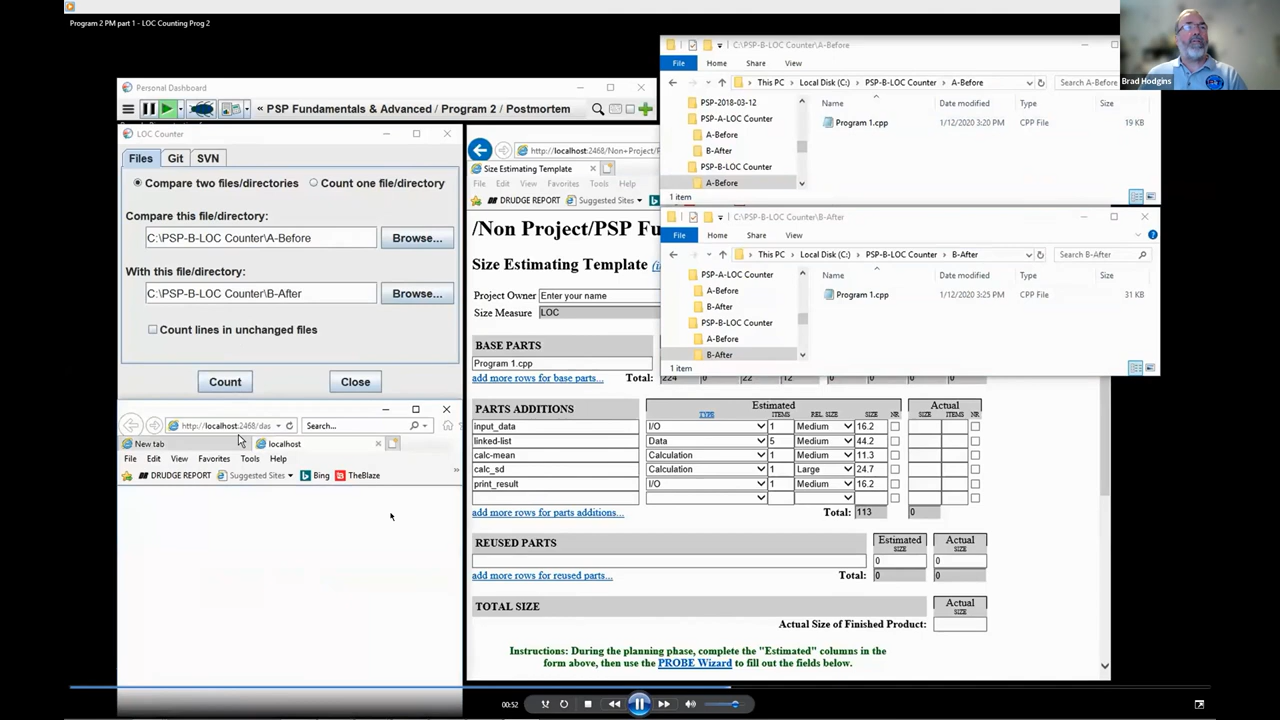 Program 2 PM part 1 - LOC Counting Prog 2
Brad Hodgins
Personal Dashboard
« PSP Fundamentals & Advanced / Program 2 / Postmortem
LOC Counter
Files Git SVN
Compare two files/directories Count one file/directory
Compare this file/directory:
C:\PSP-B-LOC Counter\A-Before Browse...
With this file/directory:
C:\PSP-B-LOC Counter\B-After Browse...
Count lines in unchanged files
Count Close
http://localhost:2468/das Search...
New tab localhost
File Edit View Favorites Tools Help
DRUDGE REPORT Suggested Sites Bing TheBlaze »
http://localhost:2468/Non+Project/P
Size Estimating Template
File Edit View Favorites Tools Help
DRUDGE REPORT Suggested Sites
/Non Project/PSP Fu
Size Estimating Template
Project Owner Enter your name
Size Measure LOC
BASE PARTS
Program 1.cpp
add more rows for base parts... Total: 224 0 22 12 0 0 0 0
PARTS ADDITIONS Estimated Actual
TYPE ITEMS REL. SIZE SIZE NR SIZE ITEMS NR
input_data I/O 1 Medium 16.2
linked-list Data 5 Medium 44.2
calc-mean Calculation 1 Medium 11.3
calc_sd Calculation 1 Large 24.7
print_result I/O 1 Medium 16.2
add more rows for parts additions... Total: 113 0
REUSED PARTS Estimated SIZE Actual SIZE
0 0
add more rows for reused parts... Total: 0 0
TOTAL SIZE Actual SIZE
Actual Size of Finished Product:
Instructions: During the planning phase, complete the "Estimated" columns in the
form above, then use the PROBE Wizard to fill out the fields below.
C:\PSP-B-LOC Counter\A-Before
File Home Share View
This PC Local Disk (C:) PSP-B-LOC Counter A-Before Search A-Before
PSP-2018-03-12 Name Date modified Type Size
PSP-A-LOC Counter Program 1.cpp 1/12/2020 3:20 PM CPP File 19 KB
A-Before
B-After
PSP-B-LOC Counter
A-Before
1 item
C:\PSP-B-LOC Counter\B-After
File Home Share View
This PC Local Disk (C:) PSP-B-LOC Counter B-After Search B-After
PSP-A-LOC Counter Name Date modified Type Size
A-Before Program 1.cpp 1/12/2020 3:25 PM CPP File 31 KB
B-After
PSP-B-LOC Counter
A-Before
B-After
1 item
00:52